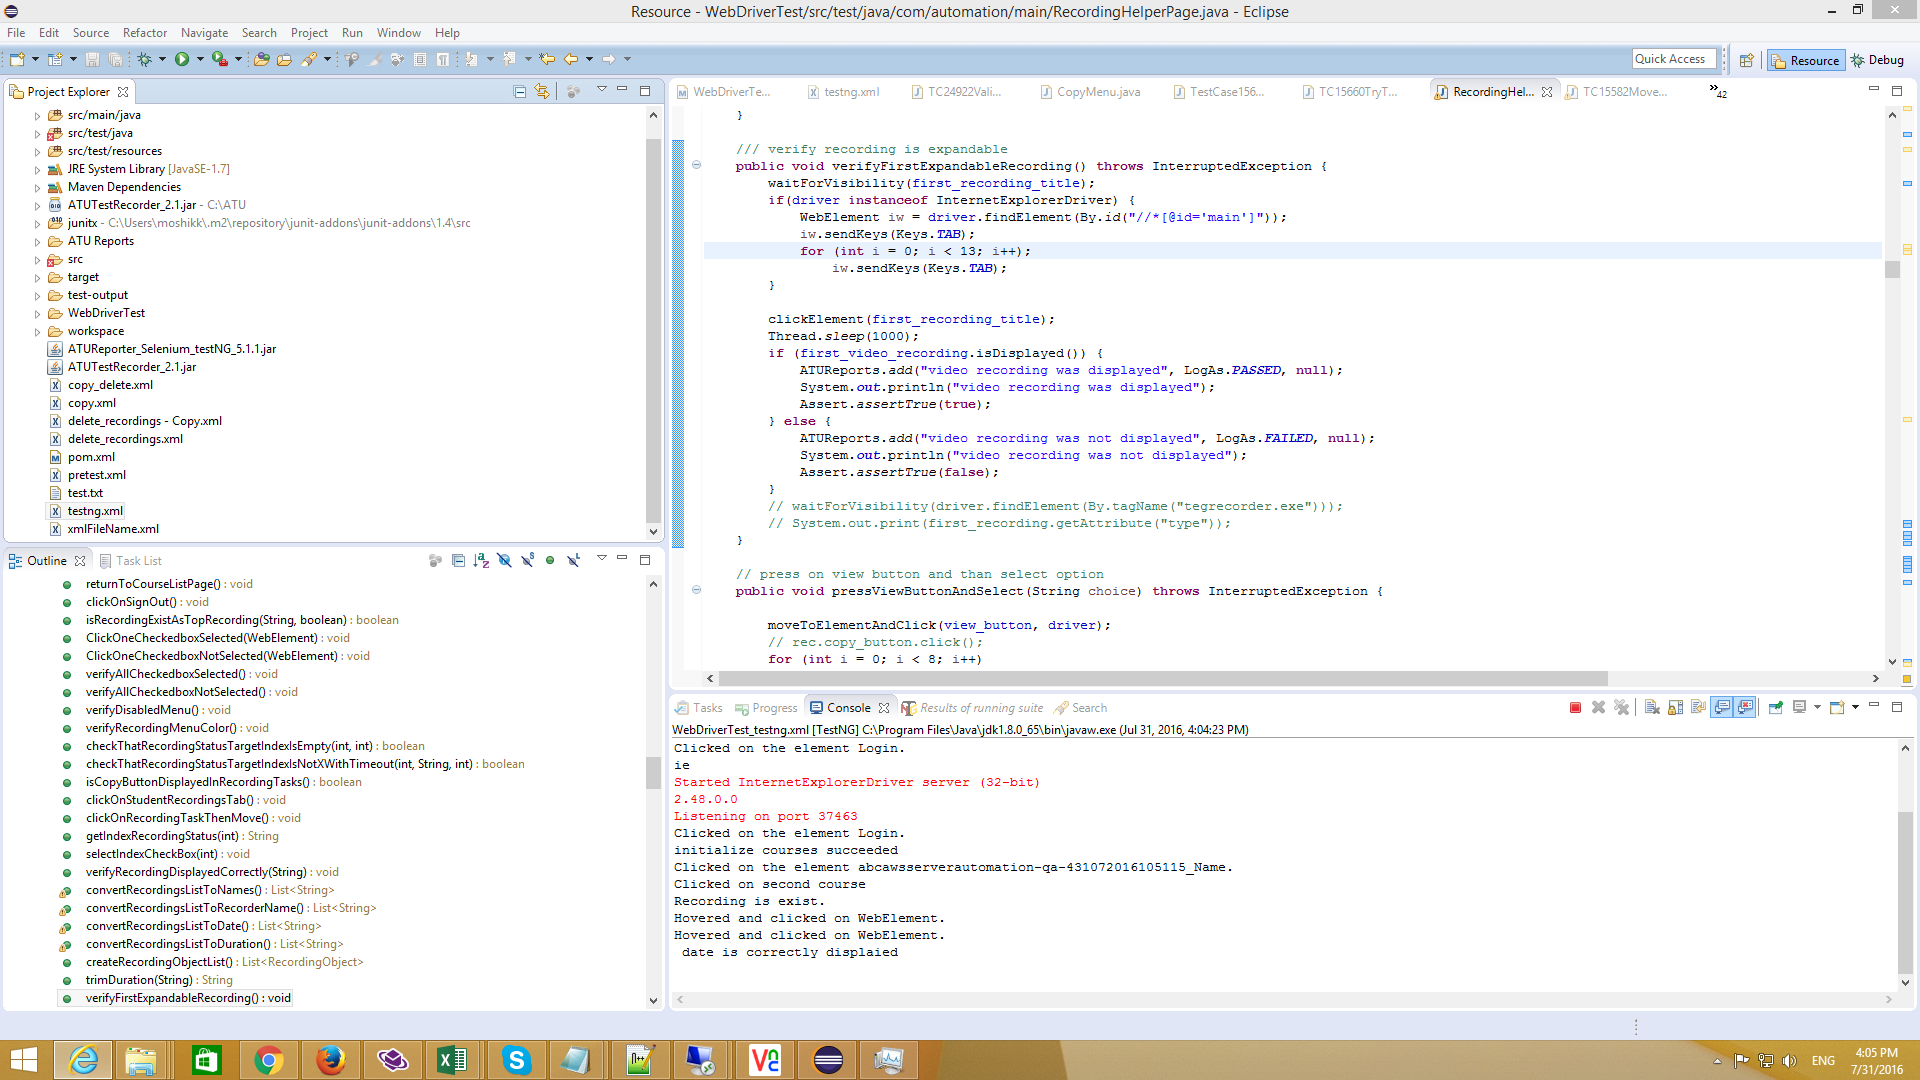 Resource - WebDriverTest/src/test/java/com/automation/main/RecordingHelperPage.java - Eclipse
File Edit Source Refactor Navigate Search Project Run Window Help
Quick Access
Resource
Debug
Project Explorer
src/main/java
src/test/java
src/test/resources
JRE System Library [JavaSE-1.7]
Maven Dependencies
ATUTestRecorder_2.1.jar - C:\ATU
junitx - C:\Users\moshikk\.m2\repository\junit-addons\junit-addons\1.4\src
ATU Reports
src
target
test-output
WebDriverTest
workspace
ATUReporter_Selenium_testNG_5.1.1.jar
ATUTestRecorder_2.1.jar
copy_delete.xml
copy.xml
delete_recordings - Copy.xml
delete_recordings.xml
pom.xml
pretest.xml
test.txt
testng.xml
xmlFileName.xml
Outline Task List
returnToCourseListPage() : void
clickOnSignOut() : void
isRecordingExistAsTopRecording(String, boolean) : boolean
ClickOneCheckedboxSelected(WebElement) : void
ClickOneCheckedboxNotSelected(WebElement) : void
verifyAllCheckedboxSelected() : void
verifyAllCheckedboxNotSelected() : void
verifyDisabledMenu() : void
verifyRecordingMenuColor() : void
checkThatRecordingStatusTargetIndexIsEmpty(int, int) : boolean
checkThatRecordingStatusTargetIndexIsNotXWithTimeout(int, String, int) : boolean
isCopyButtonDisplayedInRecordingTasks() : boolean
clickOnStudentRecordingsTab() : void
clickOnRecordingTaskThenMove() : void
getIndexRecordingStatus(int) : String
selectIndexCheckBox(int) : void
verifyRecordingDisplayedCorrectly(String) : void
convertRecordingsListToNames() : List<String>
convertRecordingsListToRecorderName() : List<String>
convertRecordingsListToDate() : List<String>
convertRecordingsListToDuration() : List<String>
createRecordingObjectList() : List<RecordingObject>
trimDuration(String) : String
verifyFirstExpandableRecording() : void
WebDriverTe... testng.xml TC24922Vali... CopyMenu.java TestCase156... TC15660TryT... RecordingHel... TC15582Move... »42
}
/// verify recording is expandable
public void verifyFirstExpandableRecording() throws InterruptedException {
waitForVisibility(first_recording_title);
if(driver instanceof InternetExplorerDriver) {
WebElement iw = driver.findElement(By.id("//*[@id='main']"));
iw.sendKeys(Keys.TAB);
for (int i = 0; i < 13; i++);
iw.sendKeys(Keys.TAB);
}
clickElement(first_recording_title);
Thread.sleep(1000);
if (first_video_recording.isDisplayed()) {
ATUReports.add("video recording was displayed", LogAs.PASSED, null);
System.out.println("video recording was displayed");
Assert.assertTrue(true);
} else {
ATUReports.add("video recording was not displayed", LogAs.FAILED, null);
System.out.println("video recording was not displayed");
Assert.assertTrue(false);
}
// waitForVisibility(driver.findElement(By.tagName("tegrecorder.exe")));
// System.out.print(first_recording.getAttribute("type"));
}
// press on view button and than select option
public void pressViewButtonAndSelect(String choice) throws InterruptedException {
moveToElementAndClick(view_button, driver);
// rec.copy_button.click();
for (int i = 0; i < 8; i++)
Tasks Progress Console Results of running suite Search
WebDriverTest_testng.xml [TestNG] C:\Program Files\Java\jdk1.8.0_65\bin\javaw.exe (Jul 31, 2016, 4:04:23 PM)
Clicked on the element Login.
ie
Started InternetExplorerDriver server (32-bit)
2.48.0.0
Listening on port 37463
Clicked on the element Login.
initialize courses succeeded
Clicked on the element abcawsserverautomation-qa-431072016105115_Name.
Clicked on second course
Recording is exist.
Hovered and clicked on WebElement.
Hovered and clicked on WebElement.
date is correctly displaied
ENG
4:05 PM
7/31/2016